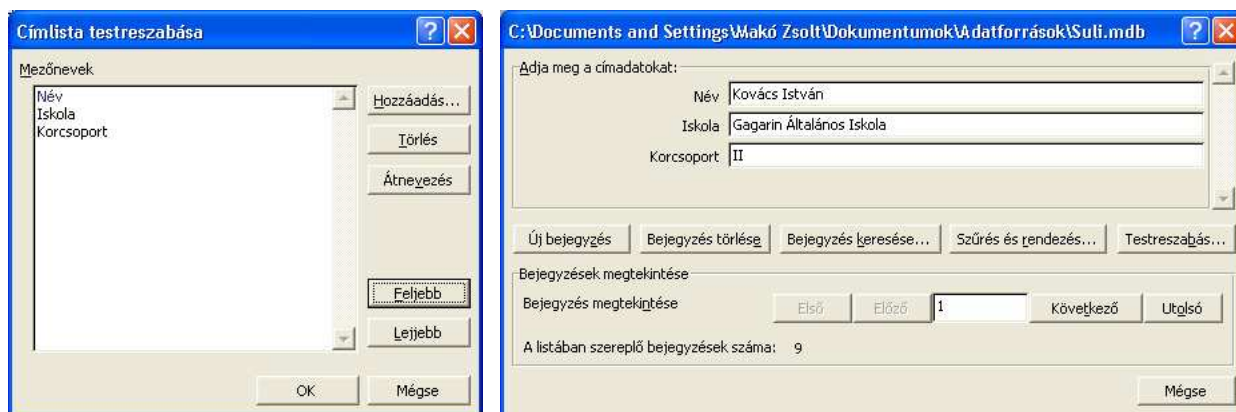 Címlista testreszabása
Mezőnevek
Név
Iskola
Korcsoport
Hozzáadás...
Törlés
Átnevezés
Feljebb
Lejjebb
OK
Mégse
C:\Documents and Settings\Makó Zsolt\Dokumentumok\Adatforrások\Suli.mdb
Adja meg a címadatokat:
Név Kovács István
Iskola Gagarin Általános Iskola
Korcsoport II
Új bejegyzés Bejegyzés törlése Bejegyzés keresése... Szűrés és rendezés... Testreszabás...
Bejegyzések megtekintése
Bejegyzés megtekintése Első Előző 1 Következő Utolsó
A listában szereplő bejegyzések száma: 9
Mégse